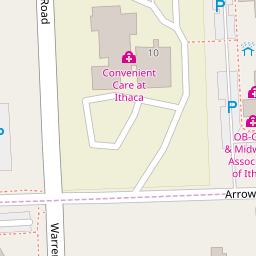 Road
10
Convenient
Care at
Ithaca
P
P
OB-G
& Midw
Assoc
of Ith
Arrow
Warre